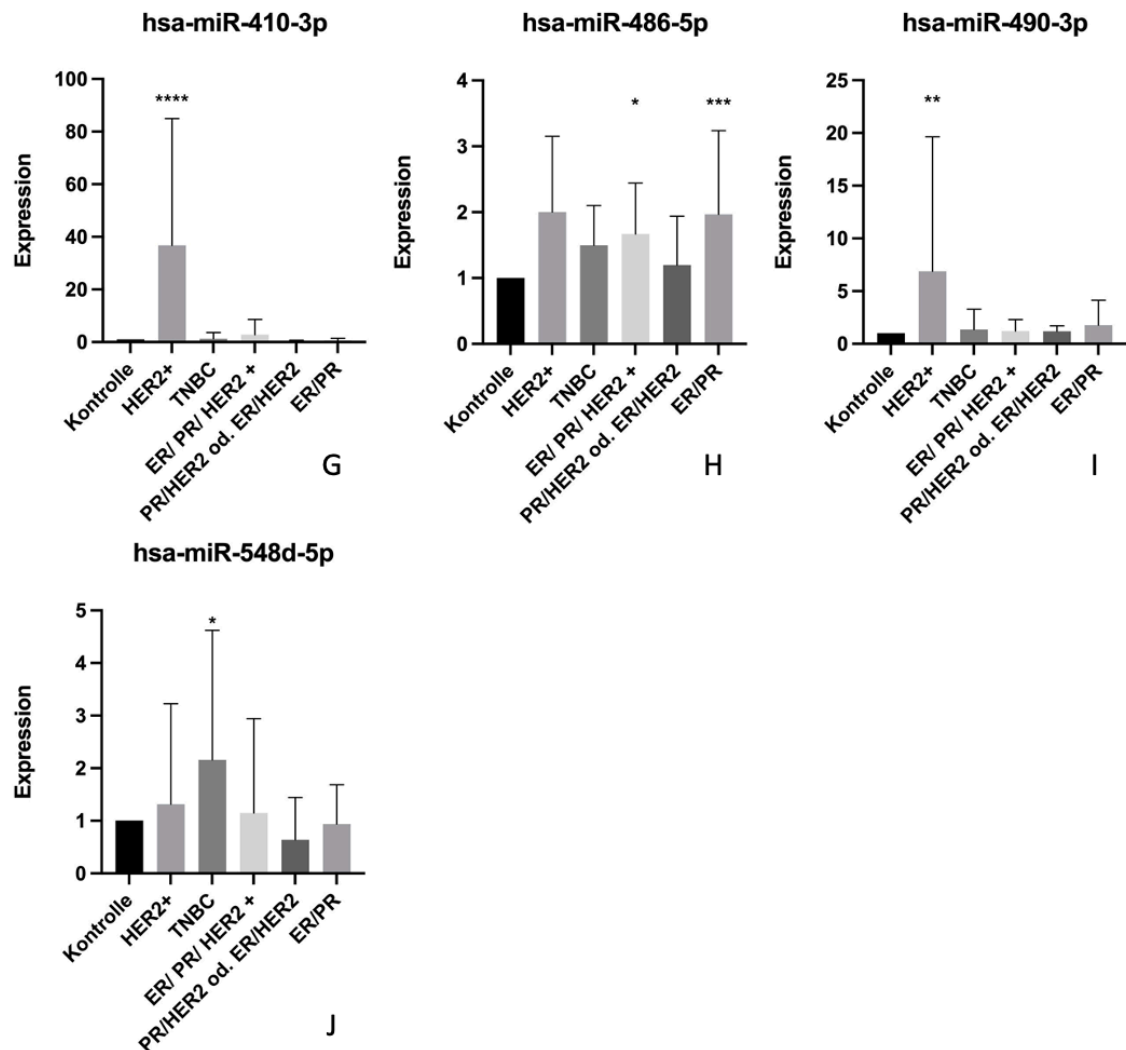 hsa-miR-410-3p
Expression
100
80
60
40
20
0
****
Kontrolle
HER2+
TNBC
ER/ PR/ HER2 +
PR/HER2 od. ER/HER2
ER/PR
G
hsa-miR-486-5p
Expression
4
3
2
1
0
*
***
Kontrolle
HER2+
TNBC
ER/ PR/ HER2 +
PR/HER2 od. ER/HER2
ER/PR
H
hsa-miR-490-3p
Expression
25
20
15
10
5
0
**
Kontrolle
HER2+
TNBC
ER/ PR/ HER2 +
PR/HER2 od. ER/HER2
ER/PR
I
hsa-miR-548d-5p
Expression
5
4
3
2
1
0
*
Kontrolle
HER2+
TNBC
ER/ PR/ HER2 +
PR/HER2 od. ER/HER2
ER/PR
J